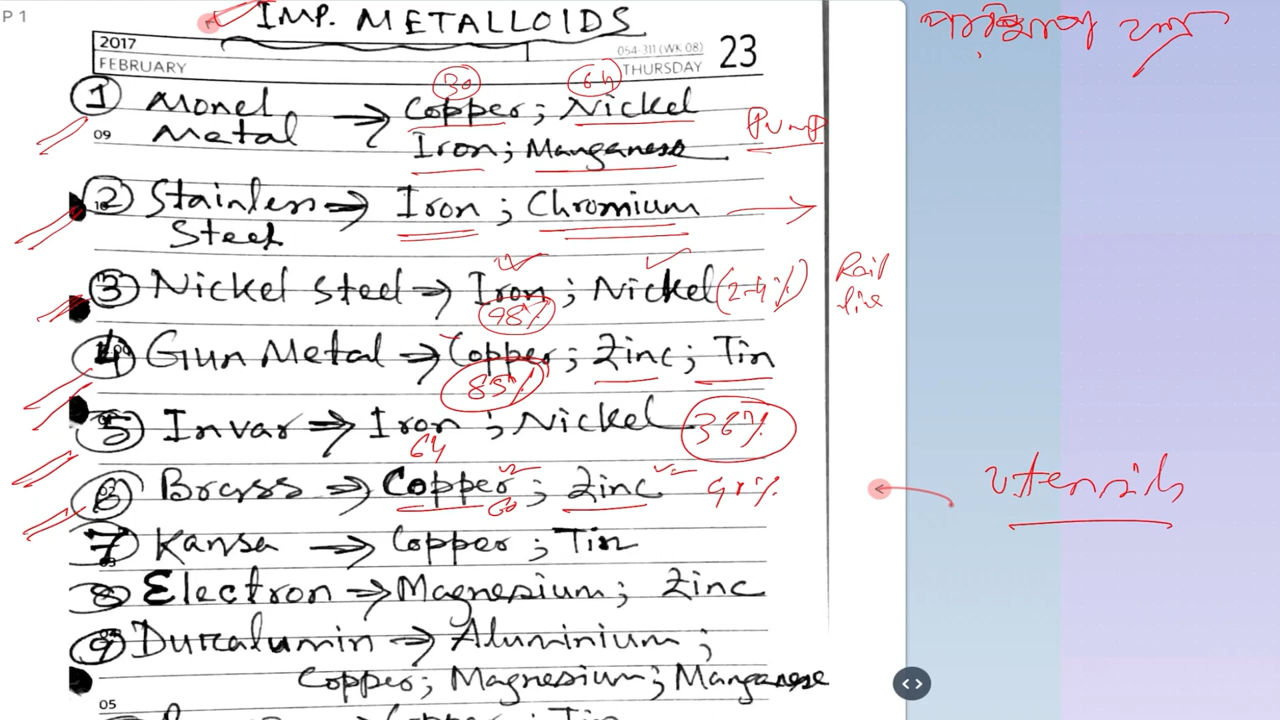 P 1
IMP. METALLOIDS
2017
FEBRUARY
054-311 (WK 08)
THURSDAY
23
30 64
① Monel Metal → Copper; Nickel
09
Iron; Manganese
Pump
② Stainless Steel → Iron; Chromium →
③ Nickel Steel → Iron; Nickel (2-4%)
98%
Rail line
④ Gun Metal → Copper; Zinc; Tin
85%
⑤ Invar → Iron; Nickel 36%
64
⑥ Brass → Copper; Zinc
60
Utensils
7 Kansa → Copper; Tin
8 Electron → Magnesium; Zinc
⑨ Duralumin → Aluminium;
Copper; Magnesium; Manganese
05
Copper; Tin